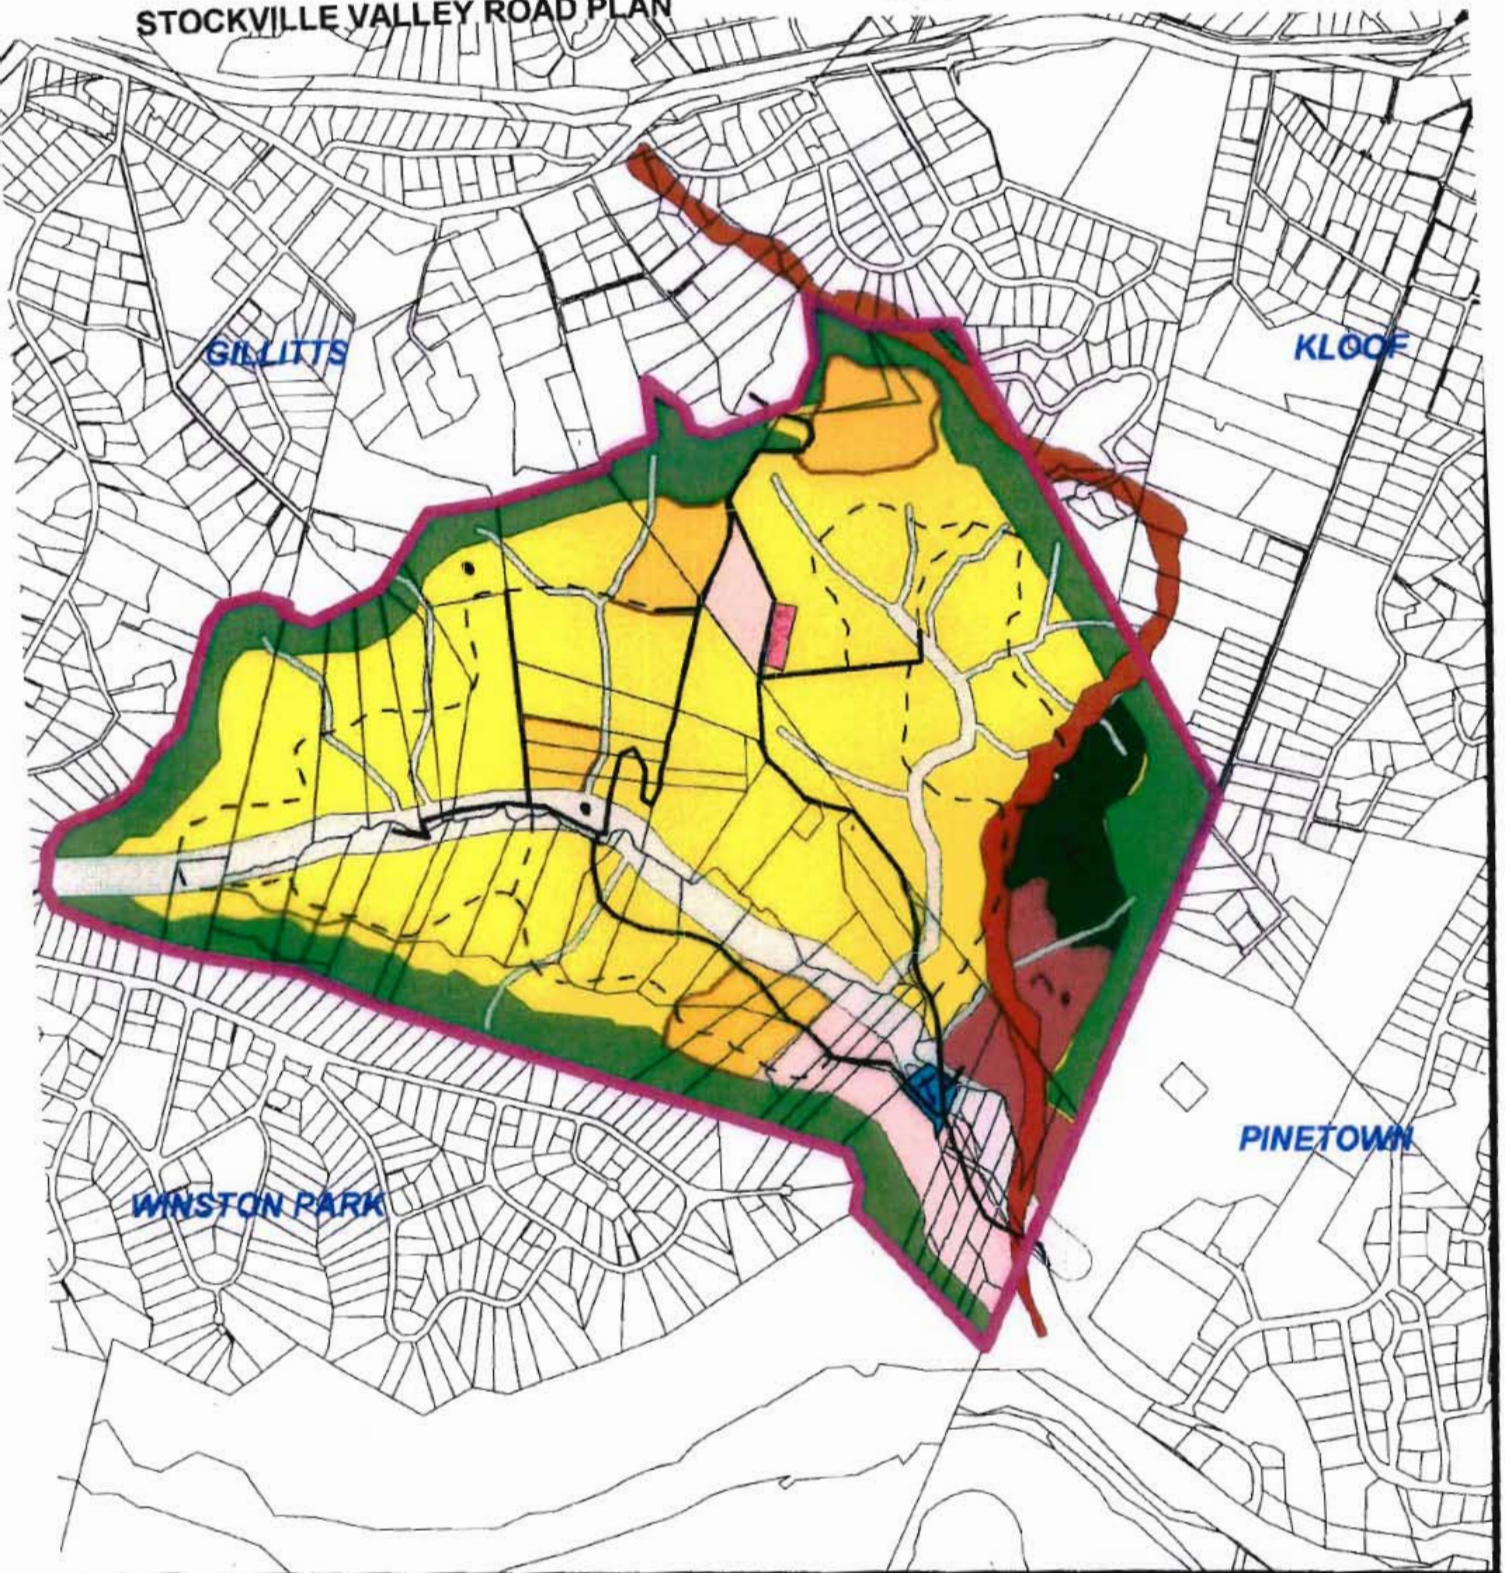 STOCKVILLE VALLEY ROAD PLAN
GILLITTS
KLOOF
PINETOWN
WINSTON PARK